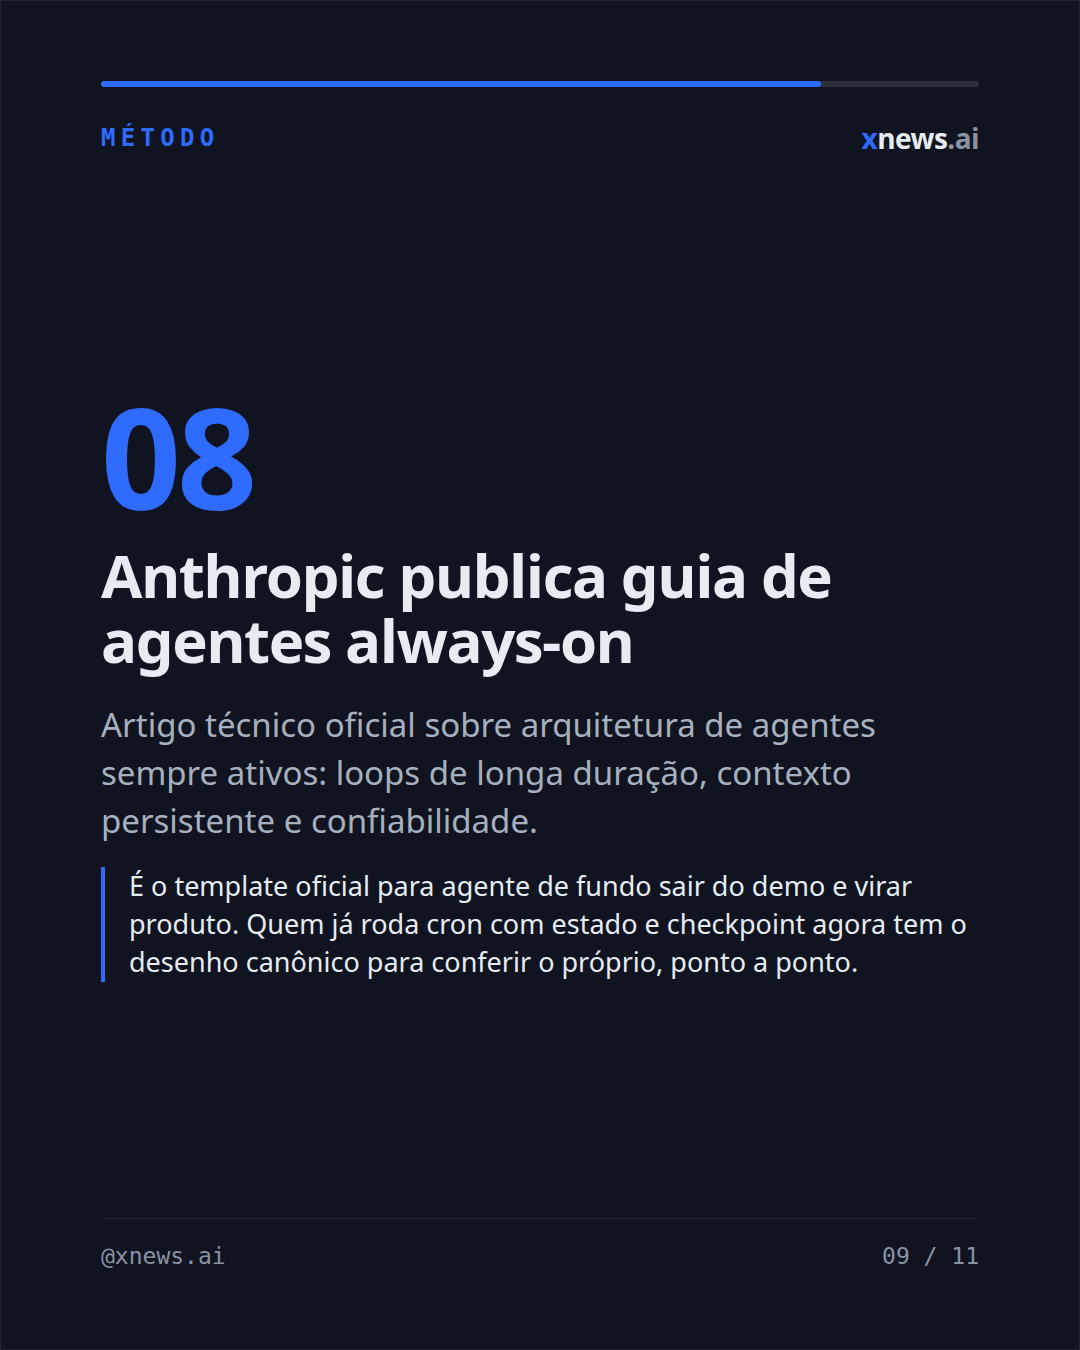 MÉTODO
xnews.ai
08
Anthropic publica guia de
agentes always-on
Artigo técnico oficial sobre arquitetura de agentes
sempre ativos: loops de longa duração, contexto
persistente e confiabilidade.
É o template oficial para agente de fundo sair do demo e virar
produto. Quem já roda cron com estado e checkpoint agora tem o
desenho canônico para conferir o próprio, ponto a ponto.
@xnews.ai
09 / 11